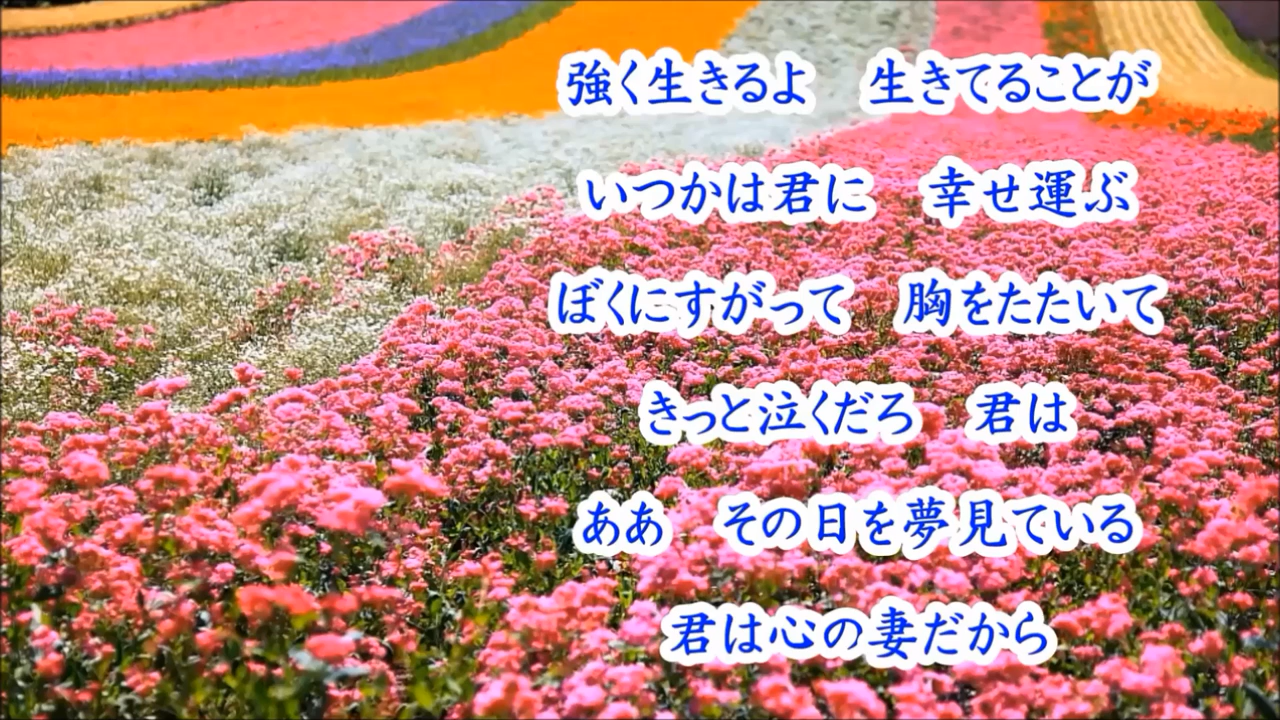 強く生きるよ　生きてることが
いつかは君に　幸せ運ぶ
ぼくにすがって　胸をたたいて
きっと泣くだろ　君は
ああ　その日を夢見ている
君は心の妻だから